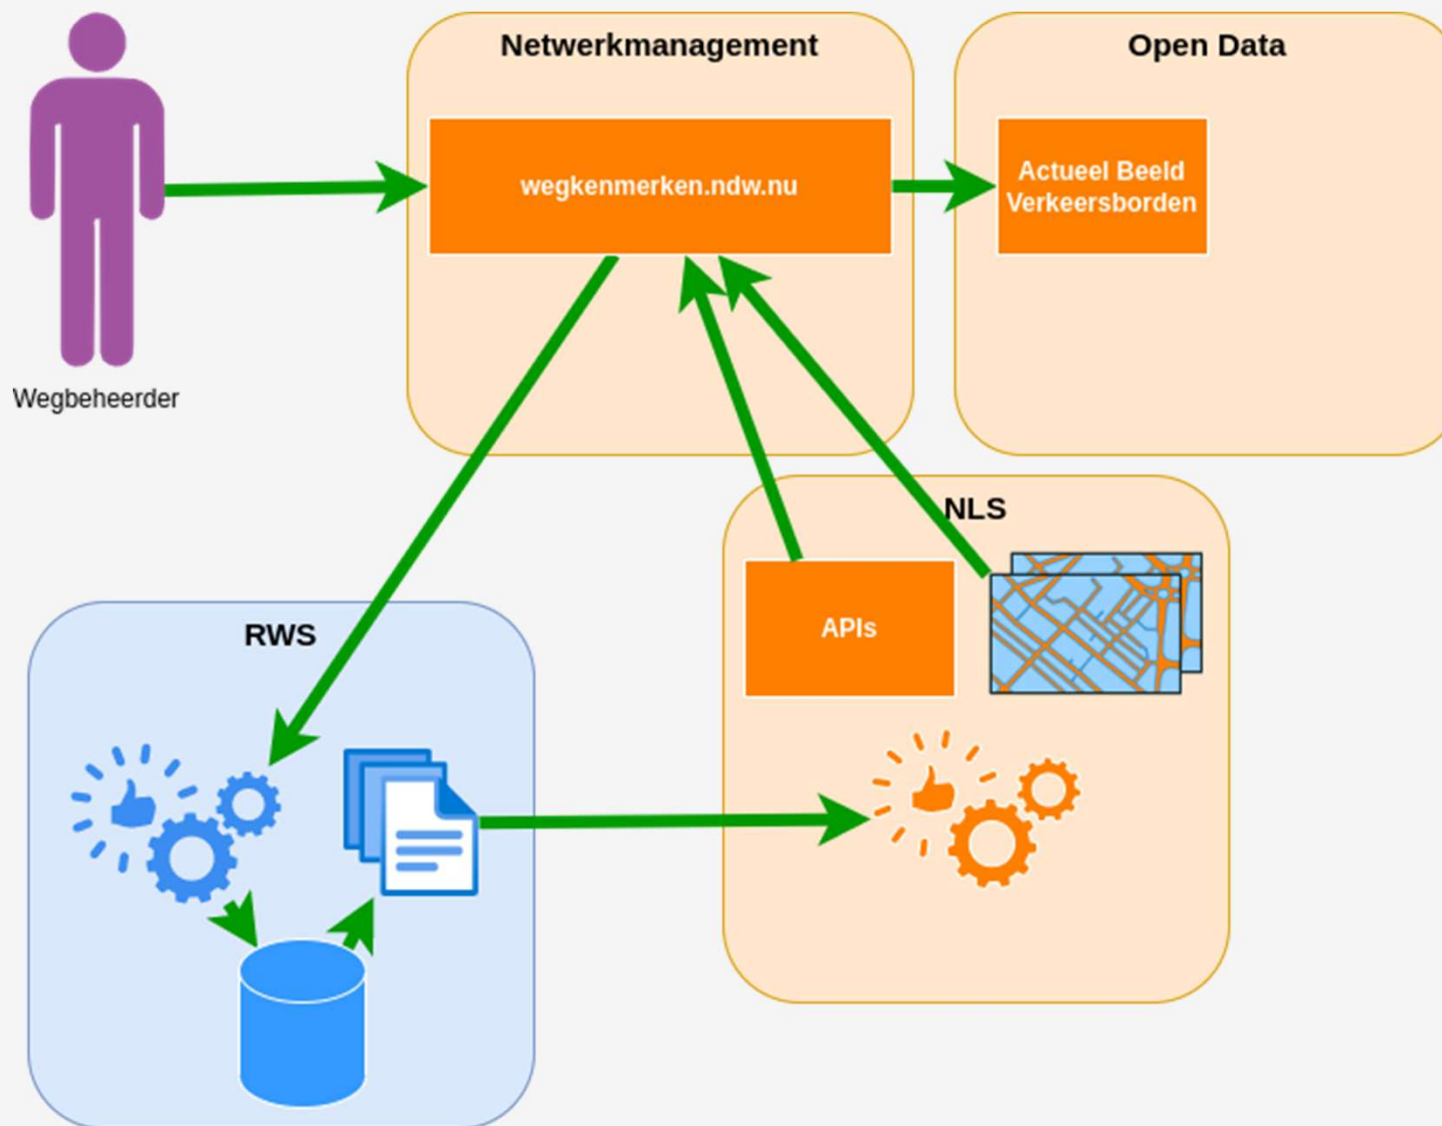 Netwerkmanagement
Open Data
wegkenmerken.ndw.nu
Actueel Beeld
Verkeersborden
Wegbeheerder
NLS
APIs
RWS